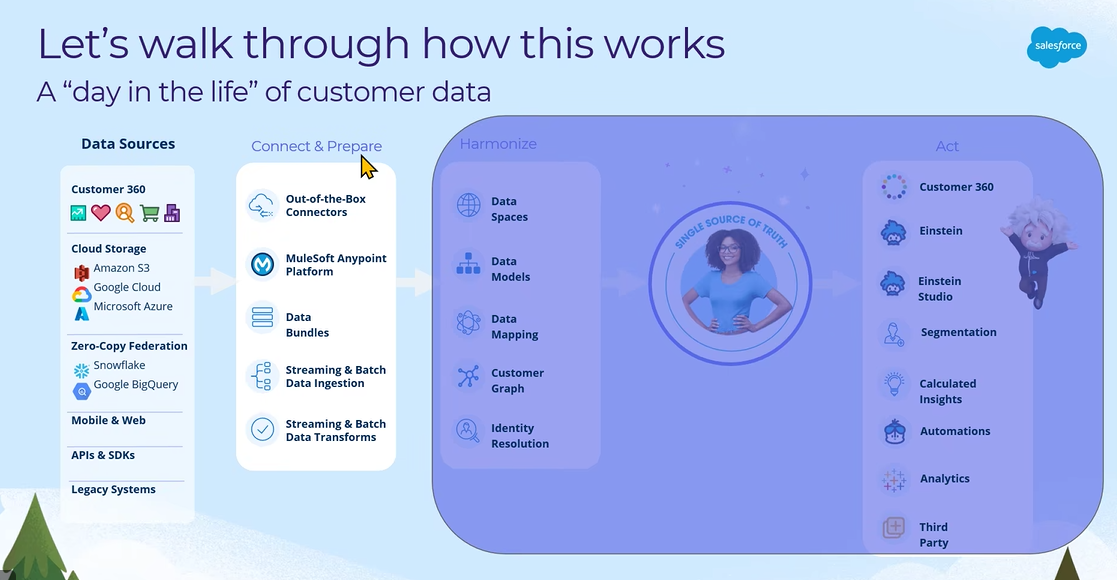 Let’s walk through how this works
A “day in the life” of customer data
salesforce
Data Sources
Customer 360
Cloud Storage
Amazon S3
Google Cloud
Microsoft Azure
Zero-Copy Federation
Snowflake
Google BigQuery
Mobile & Web
APIs & SDKs
Legacy Systems
Connect & Prepare
Out-of-the-Box
Connectors
MuleSoft Anypoint
Platform
Data
Bundles
Streaming & Batch
Data Ingestion
Streaming & Batch
Data Transforms
Harmonize
Data
Spaces
Data
Models
Data
Mapping
Customer
Graph
Identity
Resolution
SINGLE SOURCE OF TRUTH
Act
Customer 360
Einstein
Einstein
Studio
Segmentation
Calculated
Insights
Automations
Analytics
Third
Party